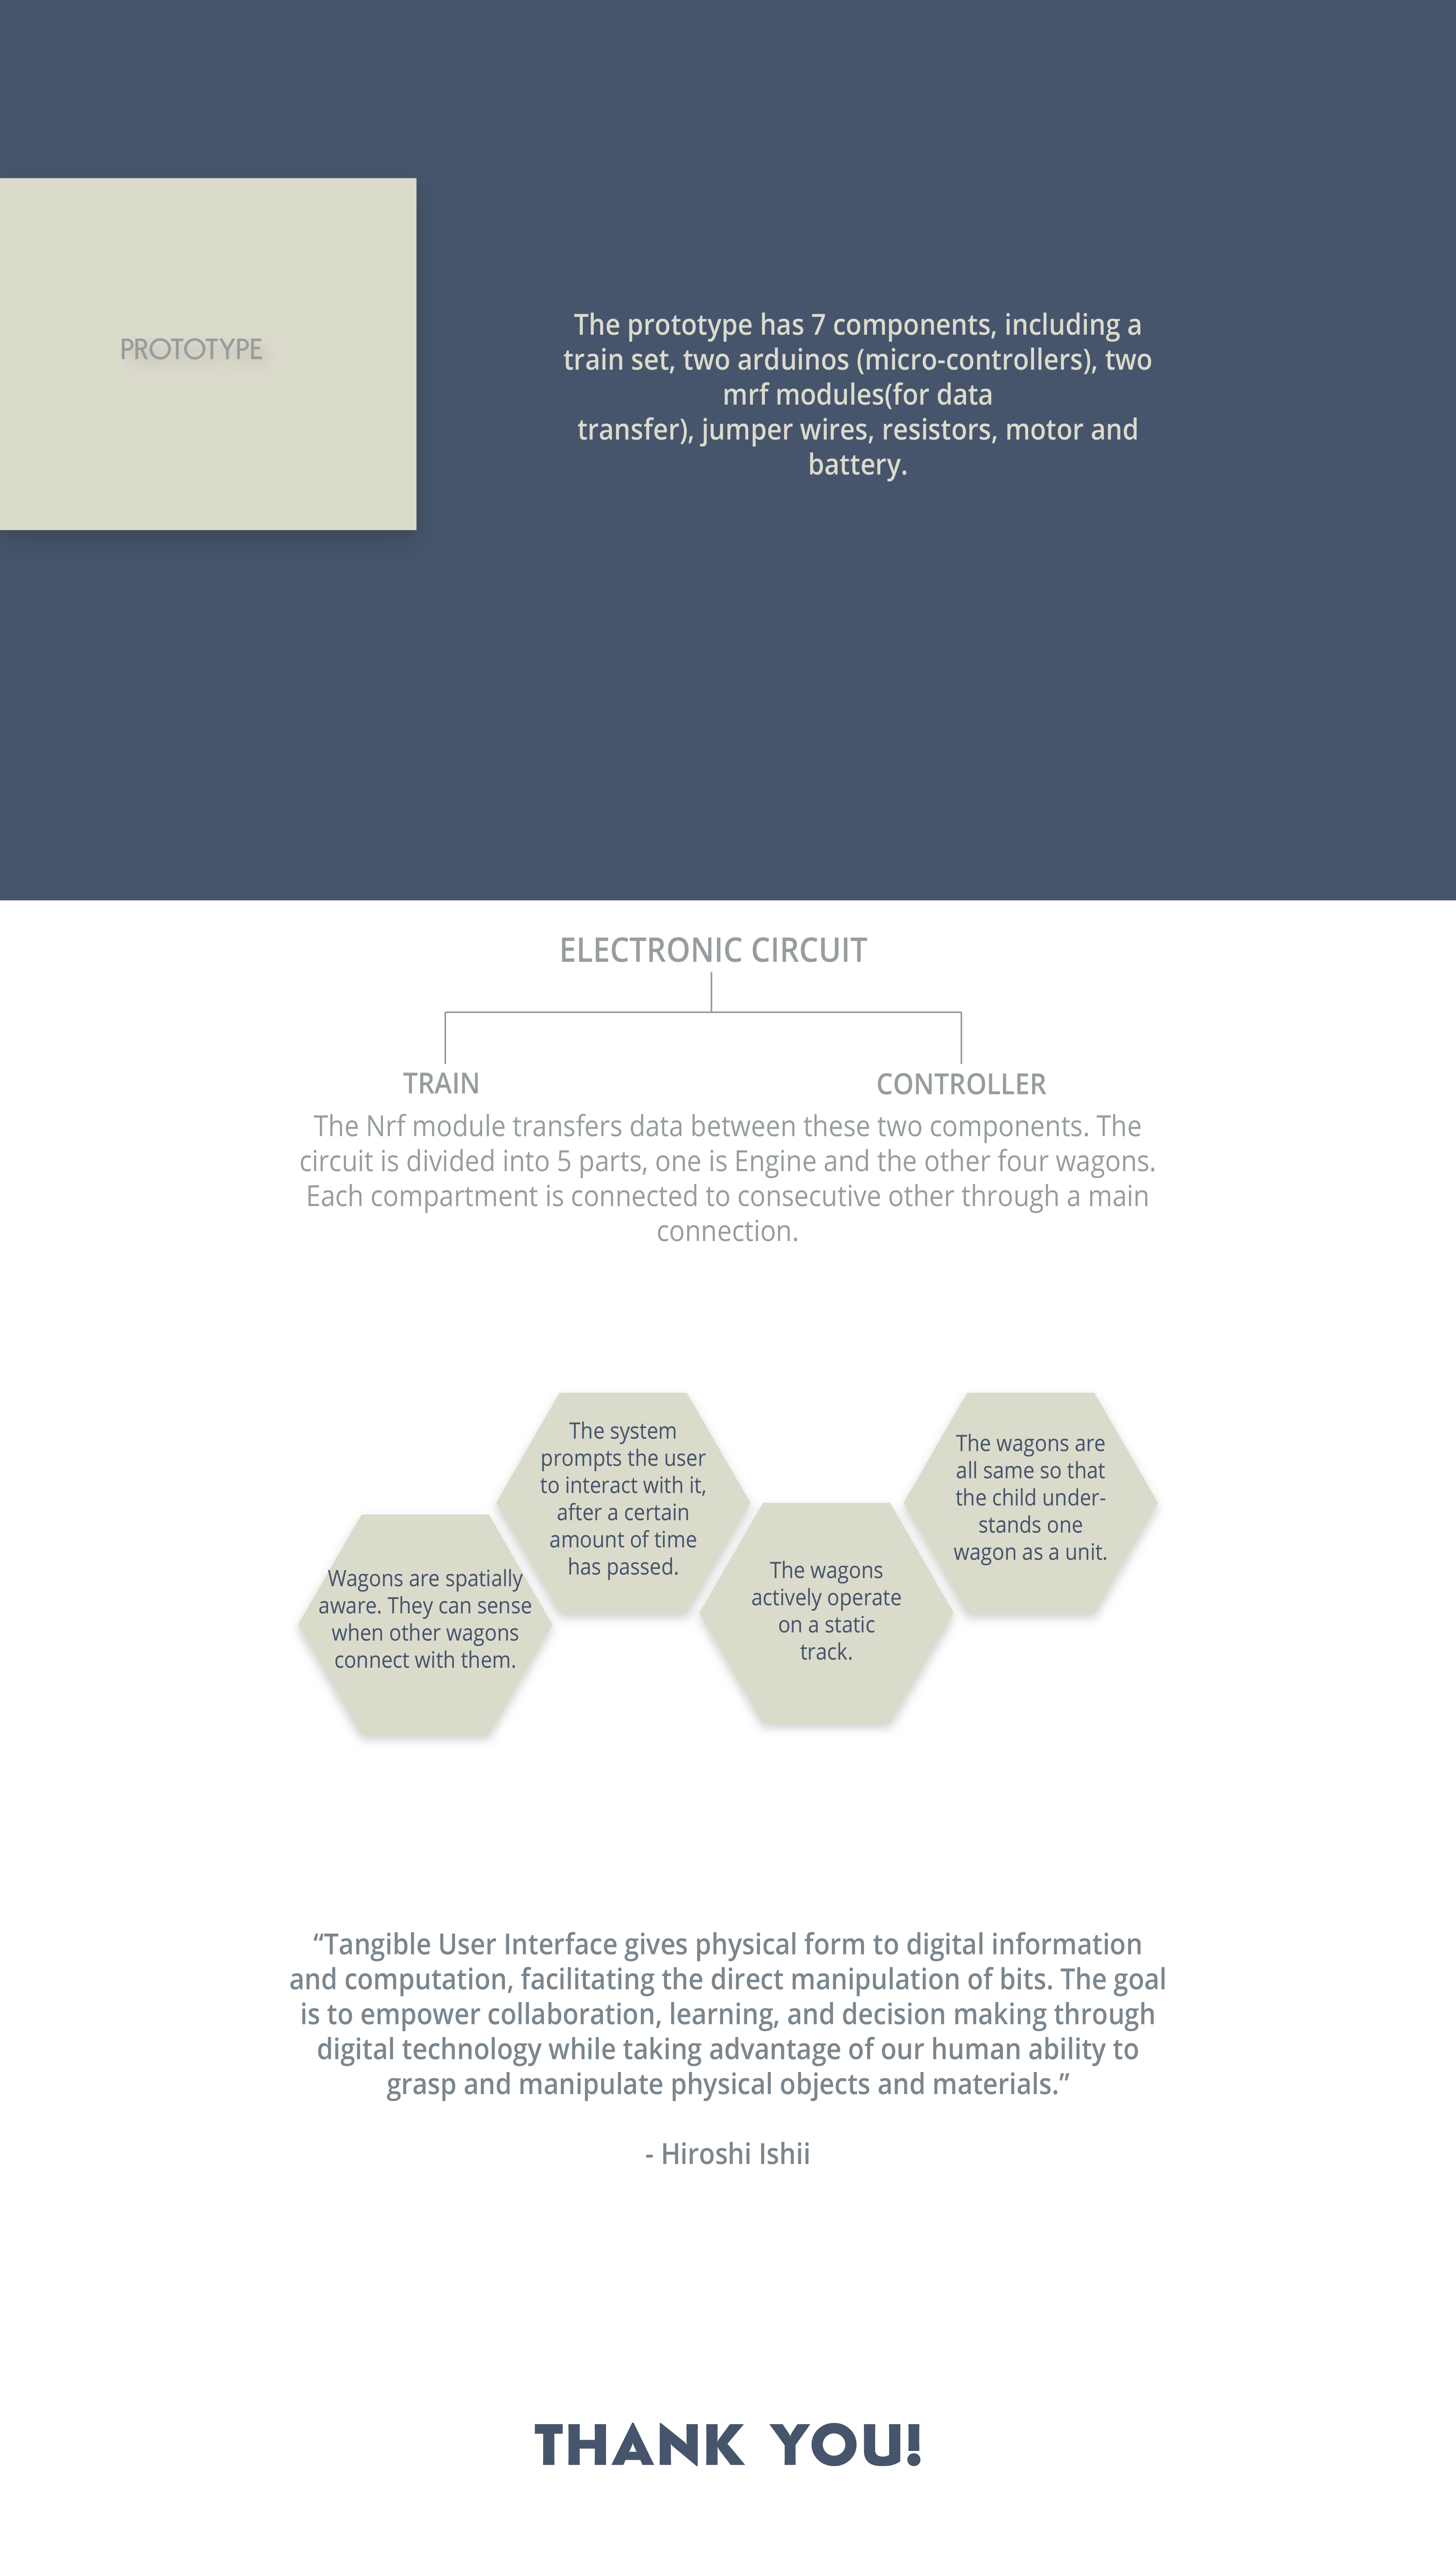 PROTOTYPE
The prototype has 7 components, including a
train set, two arduinos (micro-controllers), two
mrf modules(for data
transfer), jumper wires, resistors, motor and
battery.
ELECTRONIC CIRCUIT
TRAIN
CONTROLLER
The Nrf module transfers data between these two components. The
circuit is divided into 5 parts, one is Engine and the other four wagons.
Each compartment is connected to consecutive other through a main
connection.
Wagons are spatially
aware. They can sense
when other wagons
connect with them.
The system
prompts the user
to interact with it,
after a certain
amount of time
has passed.
The wagons
actively operate
on a static
track.
The wagons are
all same so that
the child under-
stands one
wagon as a unit.
“Tangible User Interface gives physical form to digital information
and computation, facilitating the direct manipulation of bits. The goal
is to empower collaboration, learning, and decision making through
digital technology while taking advantage of our human ability to
grasp and manipulate physical objects and materials.”
- Hiroshi Ishii
THANK YOU!